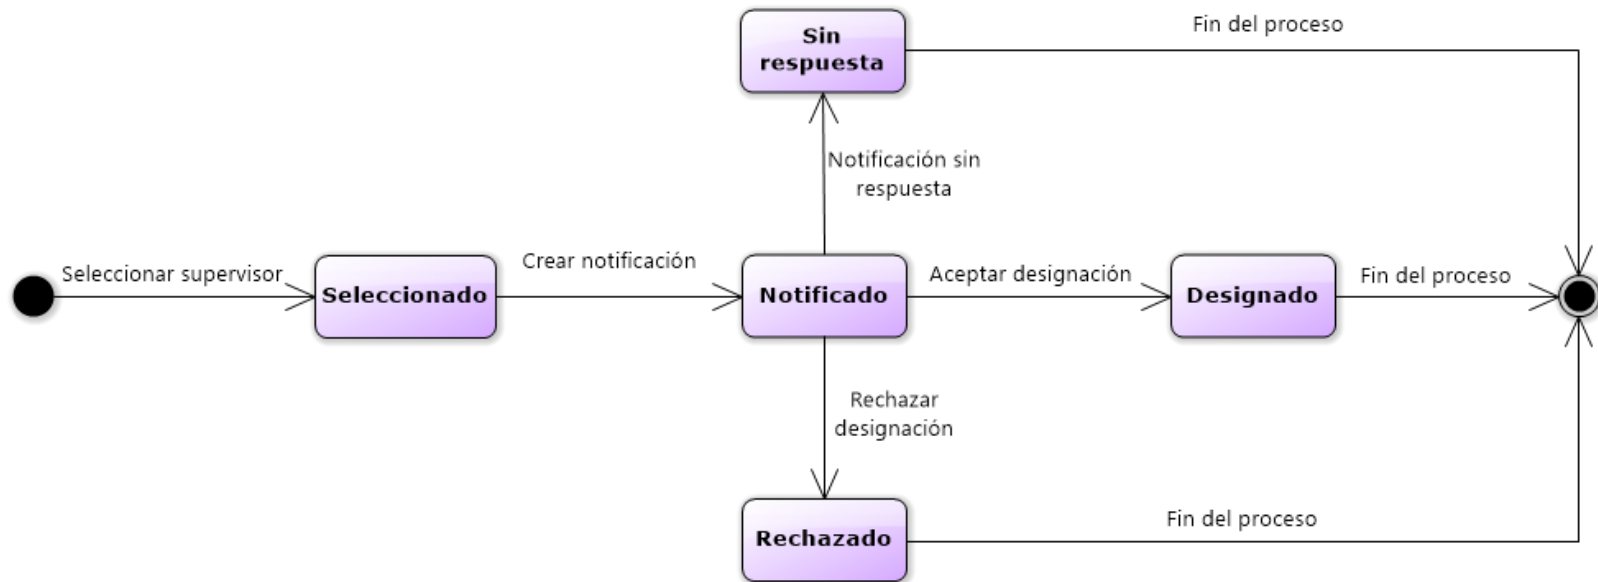 Sin
respuesta
Fin del proceso
Notificación sin
respuesta
Seleccionar supervisor
Seleccionado
Crear notificación
Notificado
Aceptar designación
Designado
Fin del proceso
Rechazar
designación
Rechazado
Fin del proceso